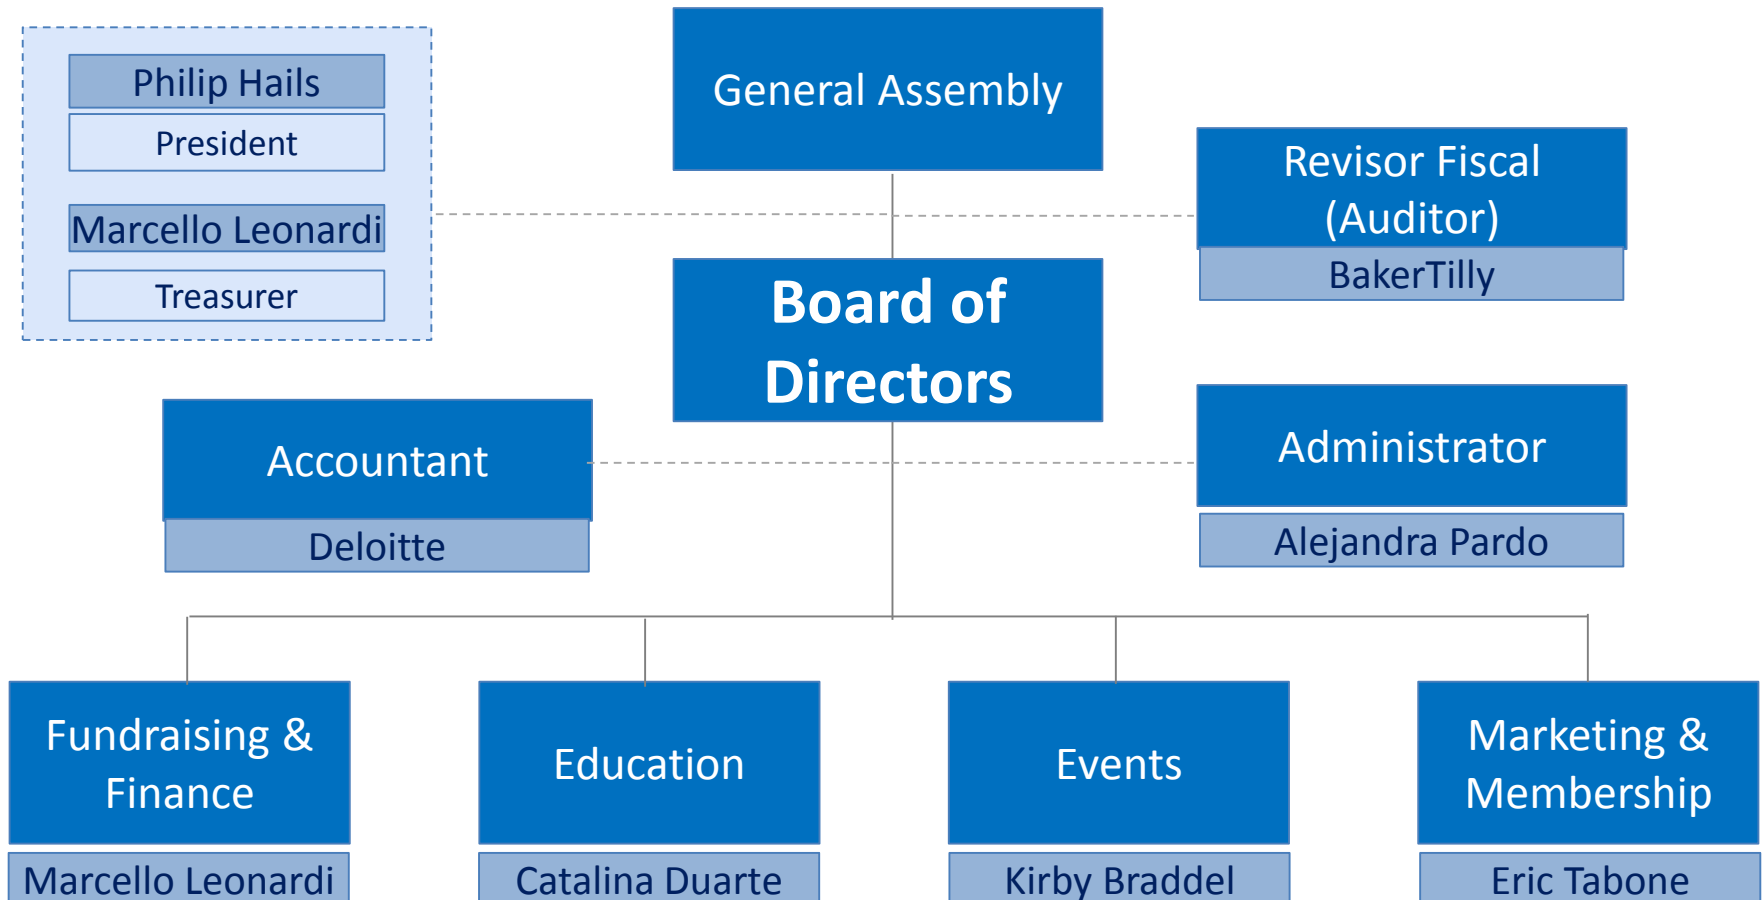 Philip Hails
President
Marcello Leonardi
Treasurer
General Assembly
Revisor Fiscal
(Auditor)
BakerTilly
Board of
Directors
Accountant
Deloitte
Administrator
Alejandra Pardo
Fundraising &
Finance
Marcello Leonardi
Education
Catalina Duarte
Events
Kirby Braddel
Marketing &
Membership
Eric Tabone